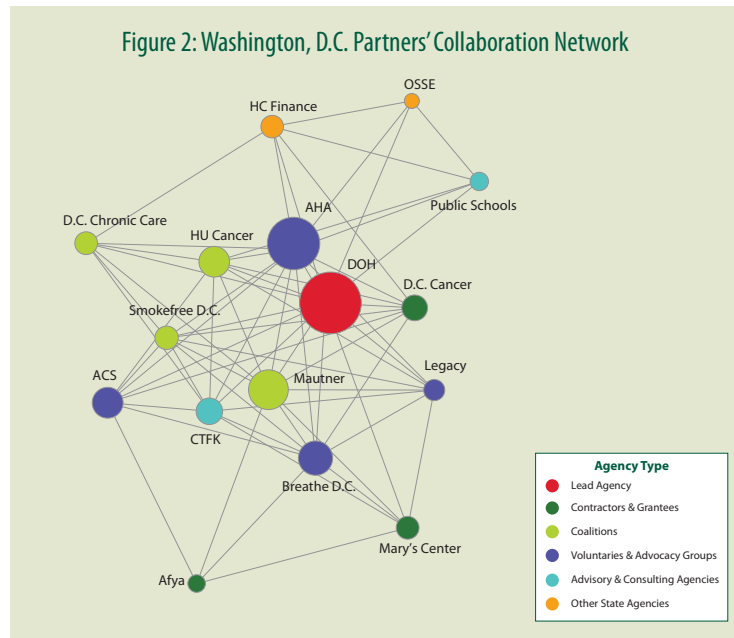 Figure 2: Washington, D.C. Partners’ Collaboration Network
OSSE
HC Finance
Public Schools
AHA
D.C. Chronic Care
HU Cancer
DOH
D.C. Cancer
Smokefree D.C.
Legacy
ACS
Mautner
CTFK
Breathe D.C.
Mary’s Center
Afya
Agency Type
Lead Agency
Contractors & Grantees
Coalitions
Voluntaries & Advocacy Groups
Advisory & Consulting Agencies
Other State Agencies